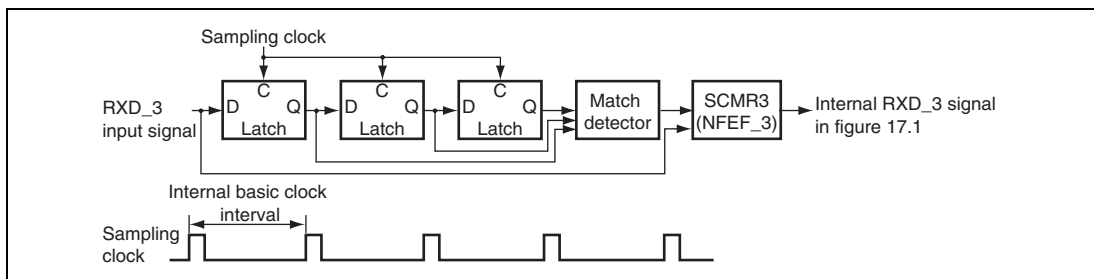 Sampling clock
RXD_3
input signal
D
C
Q
Latch
D
C
Q
Latch
D
C
Q
Latch
Match
detector
SCMR3
(NFEF_3)
Internal RXD_3 signal
in figure 17.1
Internal basic clock
interval
Sampling
clock